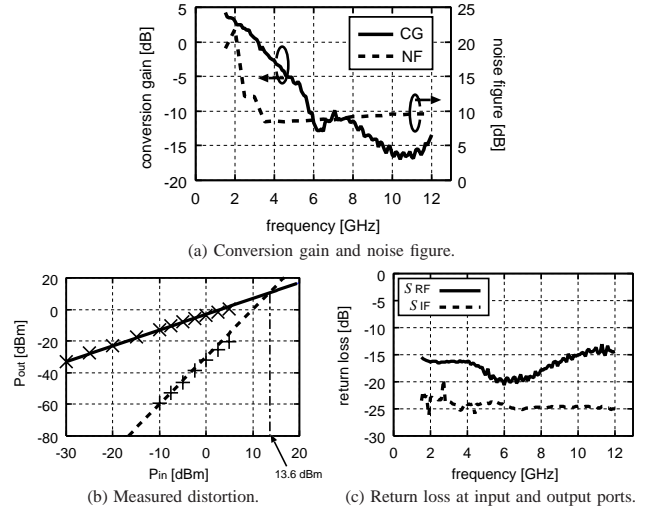 5
0
-5
-10
-15
-20
conversion gain [dB]
CG
NF
25
20
15
10
5
0
noise figure [dB]
0 2 4 6 8 10 12
frequency [GHz]
(a) Conversion gain and noise figure.
20
0
-20
-40
-60
-80
Pout [dBm]
-30 -20 -10 0 10 20
Pin [dBm]
13.6 dBm
(b) Measured distortion.
0
-5
-10
-15
-20
-25
-30
return loss [dB]
S RF
S IF
0 2 4 6 8 10 12
frequency [GHz]
(c) Return loss at input and output ports.